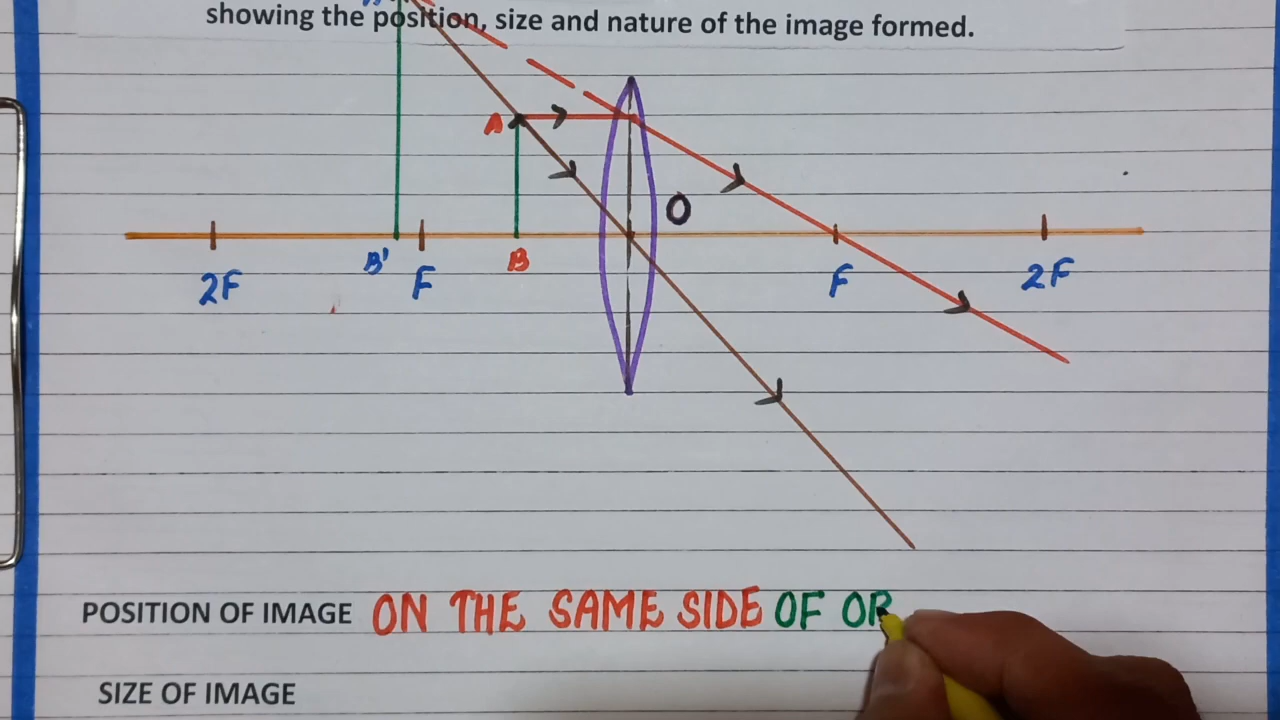 showing the position, size and nature of the image formed.
A
O
B' B
2F F F 2F
POSITION OF IMAGE ON THE SAME SIDE OF OB
SIZE OF IMAGE